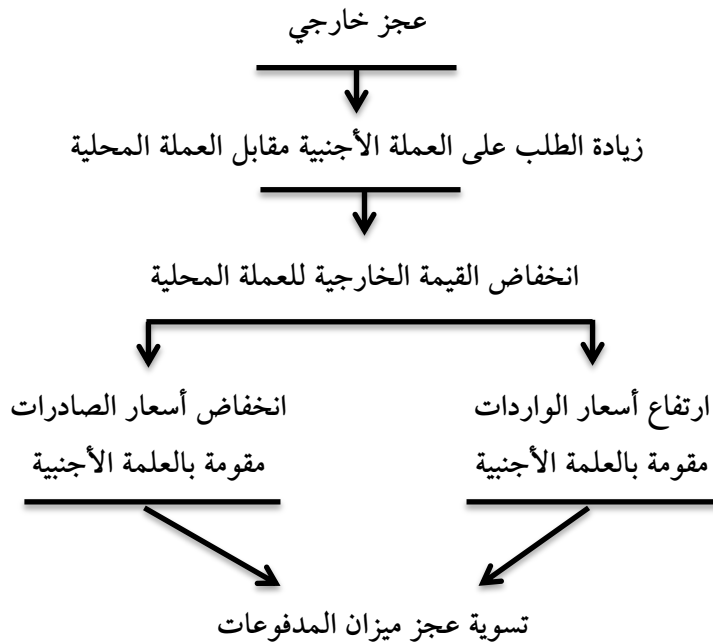 عجز خارجي
زيادة الطلب على العملة الأجنبية مقابل العملة المحلية
انخفاض القيمة الخارجية للعملة المحلية
ارتفاع أسعار الواردات
مقومة بالعلمة الأجنبية
انخفاض أسعار الصادرات
مقومة بالعلمة الأجنبية
تسوية عجز ميزان المدفوعات